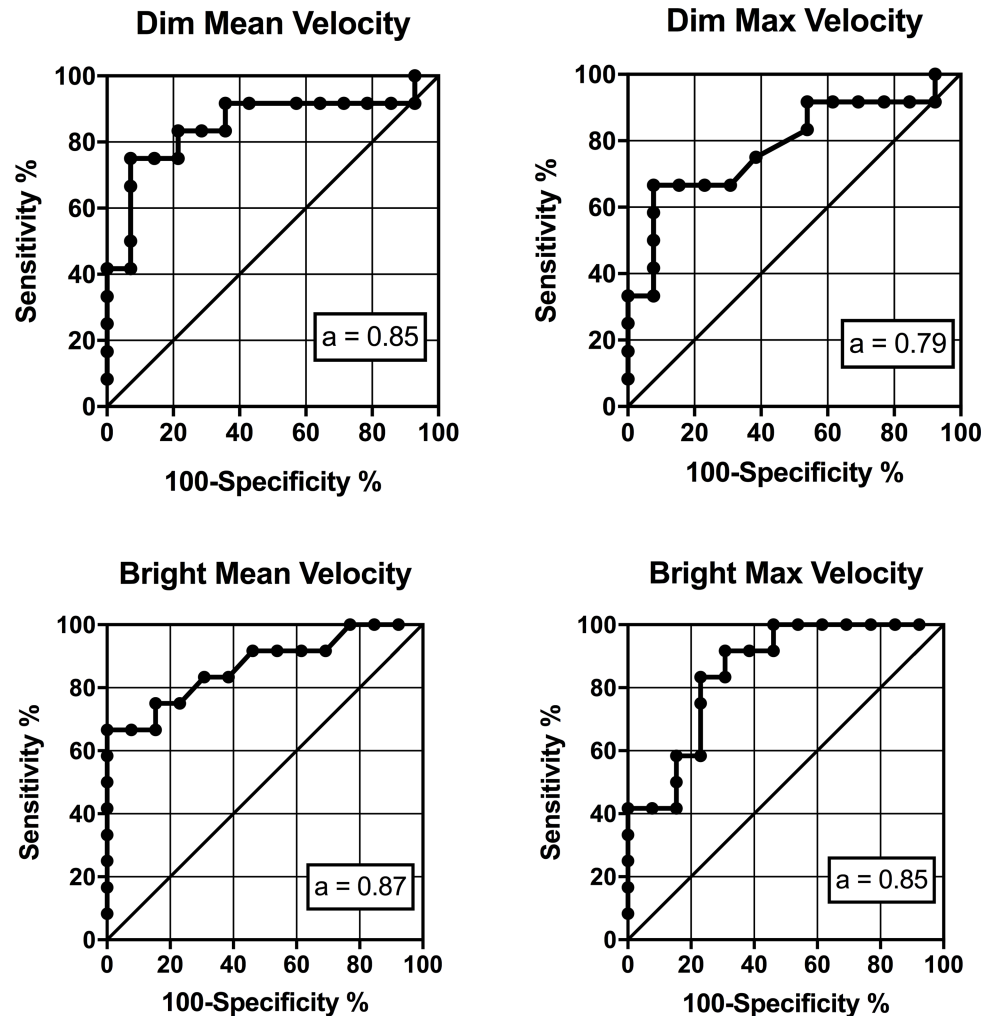 Dim Mean Velocity
100
80
60
40
20
0
Sensitivity %
a = 0.85
0 20 40 60 80 100
100-Specificity %
Dim Max Velocity
100
80
60
40
20
0
Sensitivity %
a = 0.79
0 20 40 60 80 100
100-Specificity %
Bright Mean Velocity
100
80
60
40
20
0
Sensitivity %
a = 0.87
0 20 40 60 80 100
100-Specificity %
Bright Max Velocity
100
80
60
40
20
0
Sensitivity %
a = 0.85
0 20 40 60 80 100
100-Specificity %